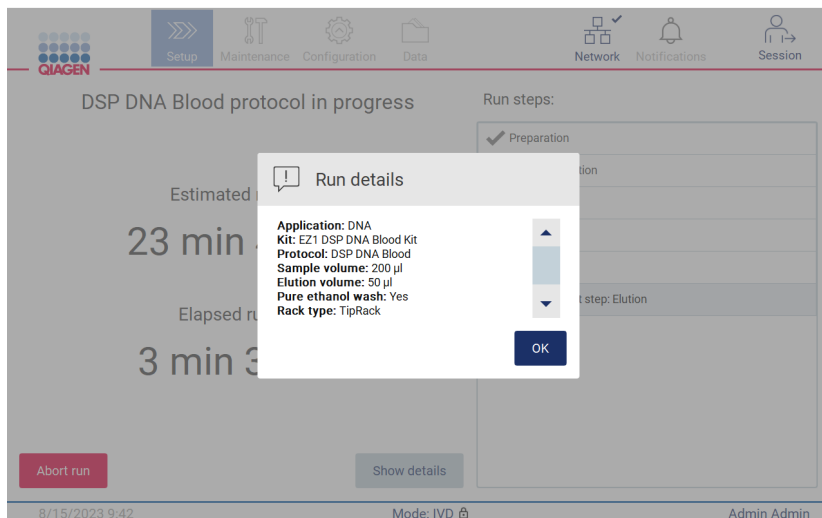 QIAGEN
Setup
Maintenance
Configuration
Data
Network
Notifications
Session
DSP DNA Blood protocol in progress
Estimated
23 min
Elapsed
3 min
Abort run
Show details
Run steps:
Preparation
step: Elution
Run details
Application: DNA
Kit: EZ1 DSP DNA Blood Kit
Protocol: DSP DNA Blood
Sample volume: 200 µl
Elution volume: 50 µl
Pure ethanol wash: Yes
Rack type: TipRack
OK
8/15/2023 9:42
Mode: IVD
Admin Admin